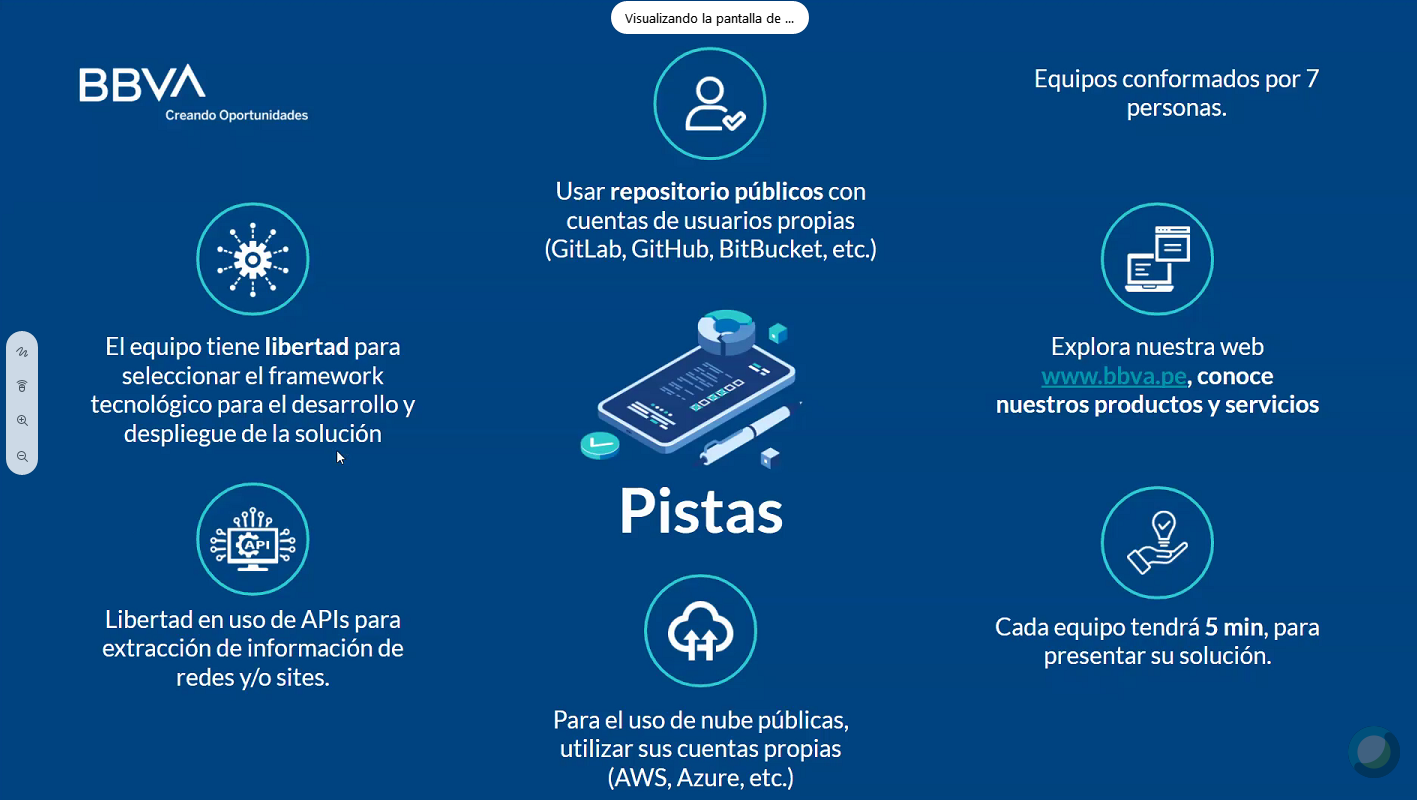 Visualizando la pantalla de ...
BBVA
Creando Oportunidades
Equipos conformados por 7
personas.
Usar repositorio públicos con
cuentas de usuarios propias
(GitLab, GitHub, BitBucket, etc.)
El equipo tiene libertad para
seleccionar el framework
tecnológico para el desarrollo y
despliegue de la solución
Explora nuestra web
www.bbva.pe, conoce
nuestros productos y servicios
Pistas
API
Libertad en uso de APIs para
extracción de información de
redes y/o sites.
Cada equipo tendrá 5 min, para
presentar su solución.
Para el uso de nube públicas,
utilizar sus cuentas propias
(AWS, Azure, etc.)